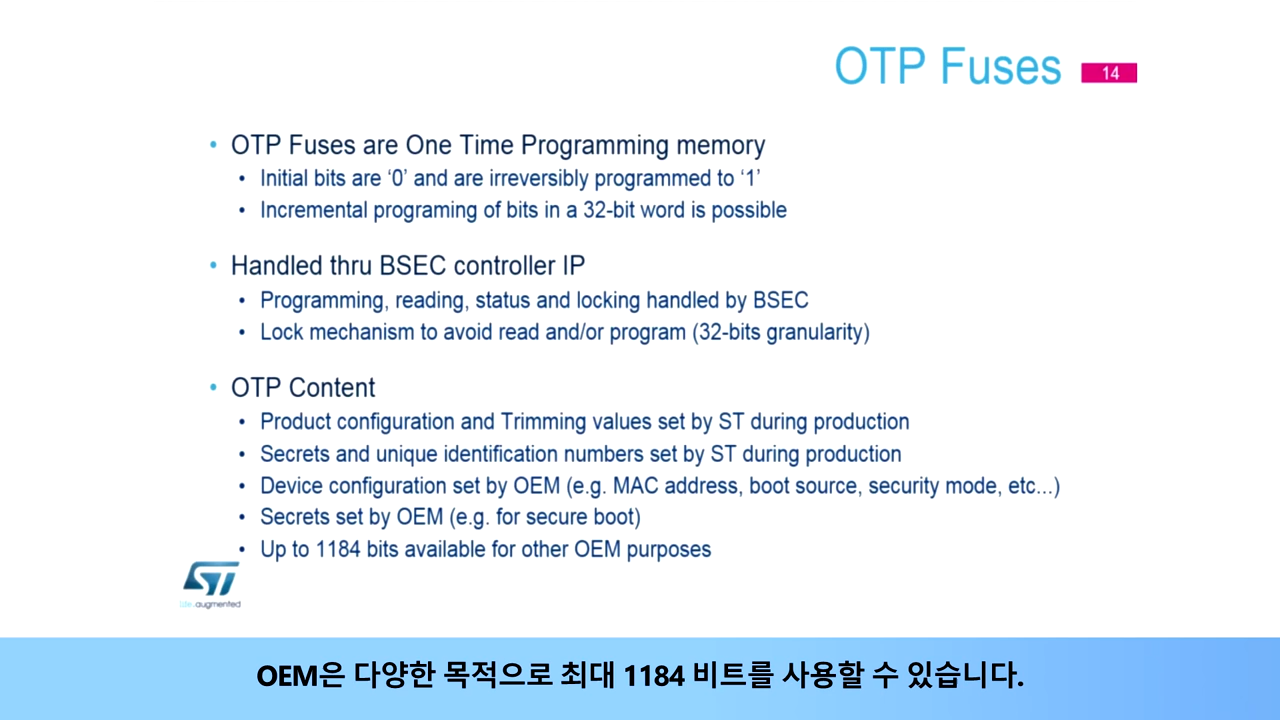 OTP Fuses
14
• OTP Fuses are One Time Programming memory
• Initial bits are ‘0’ and are irreversibly programmed to ‘1’
• Incremental programing of bits in a 32-bit word is possible
• Handled thru BSEC controller IP
• Programming, reading, status and locking handled by BSEC
• Lock mechanism to avoid read and/or program (32-bits granularity)
• OTP Content
• Product configuration and Trimming values set by ST during production
• Secrets and unique identification numbers set by ST during production
• Device configuration set by OEM (e.g. MAC address, boot source, security mode, etc...)
• Secrets set by OEM (e.g. for secure boot)
• Up to 1184 bits available for other OEM purposes
ST
life.augmented
OEM은 다양한 목적으로 최대 1184 비트를 사용할 수 있습니다.